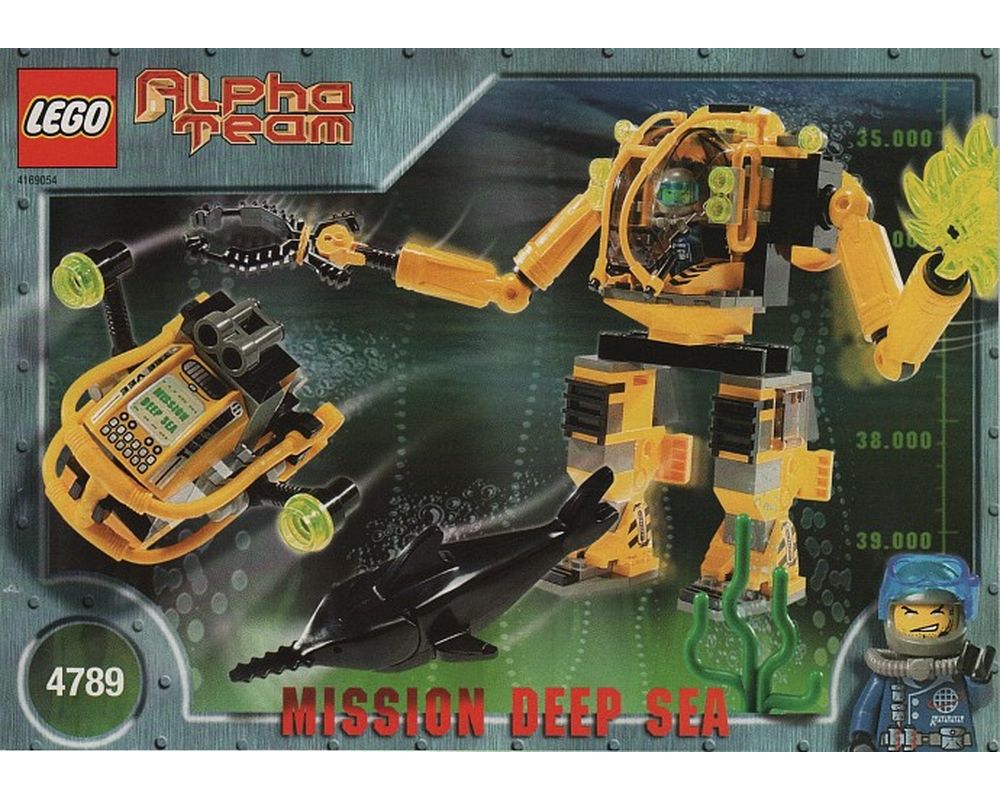 LEGO
ALPHA
TEAM
4169054
35.000
38.000
39.000
MISSION
DEEP SEA
4789
MISSION DEEP SEA